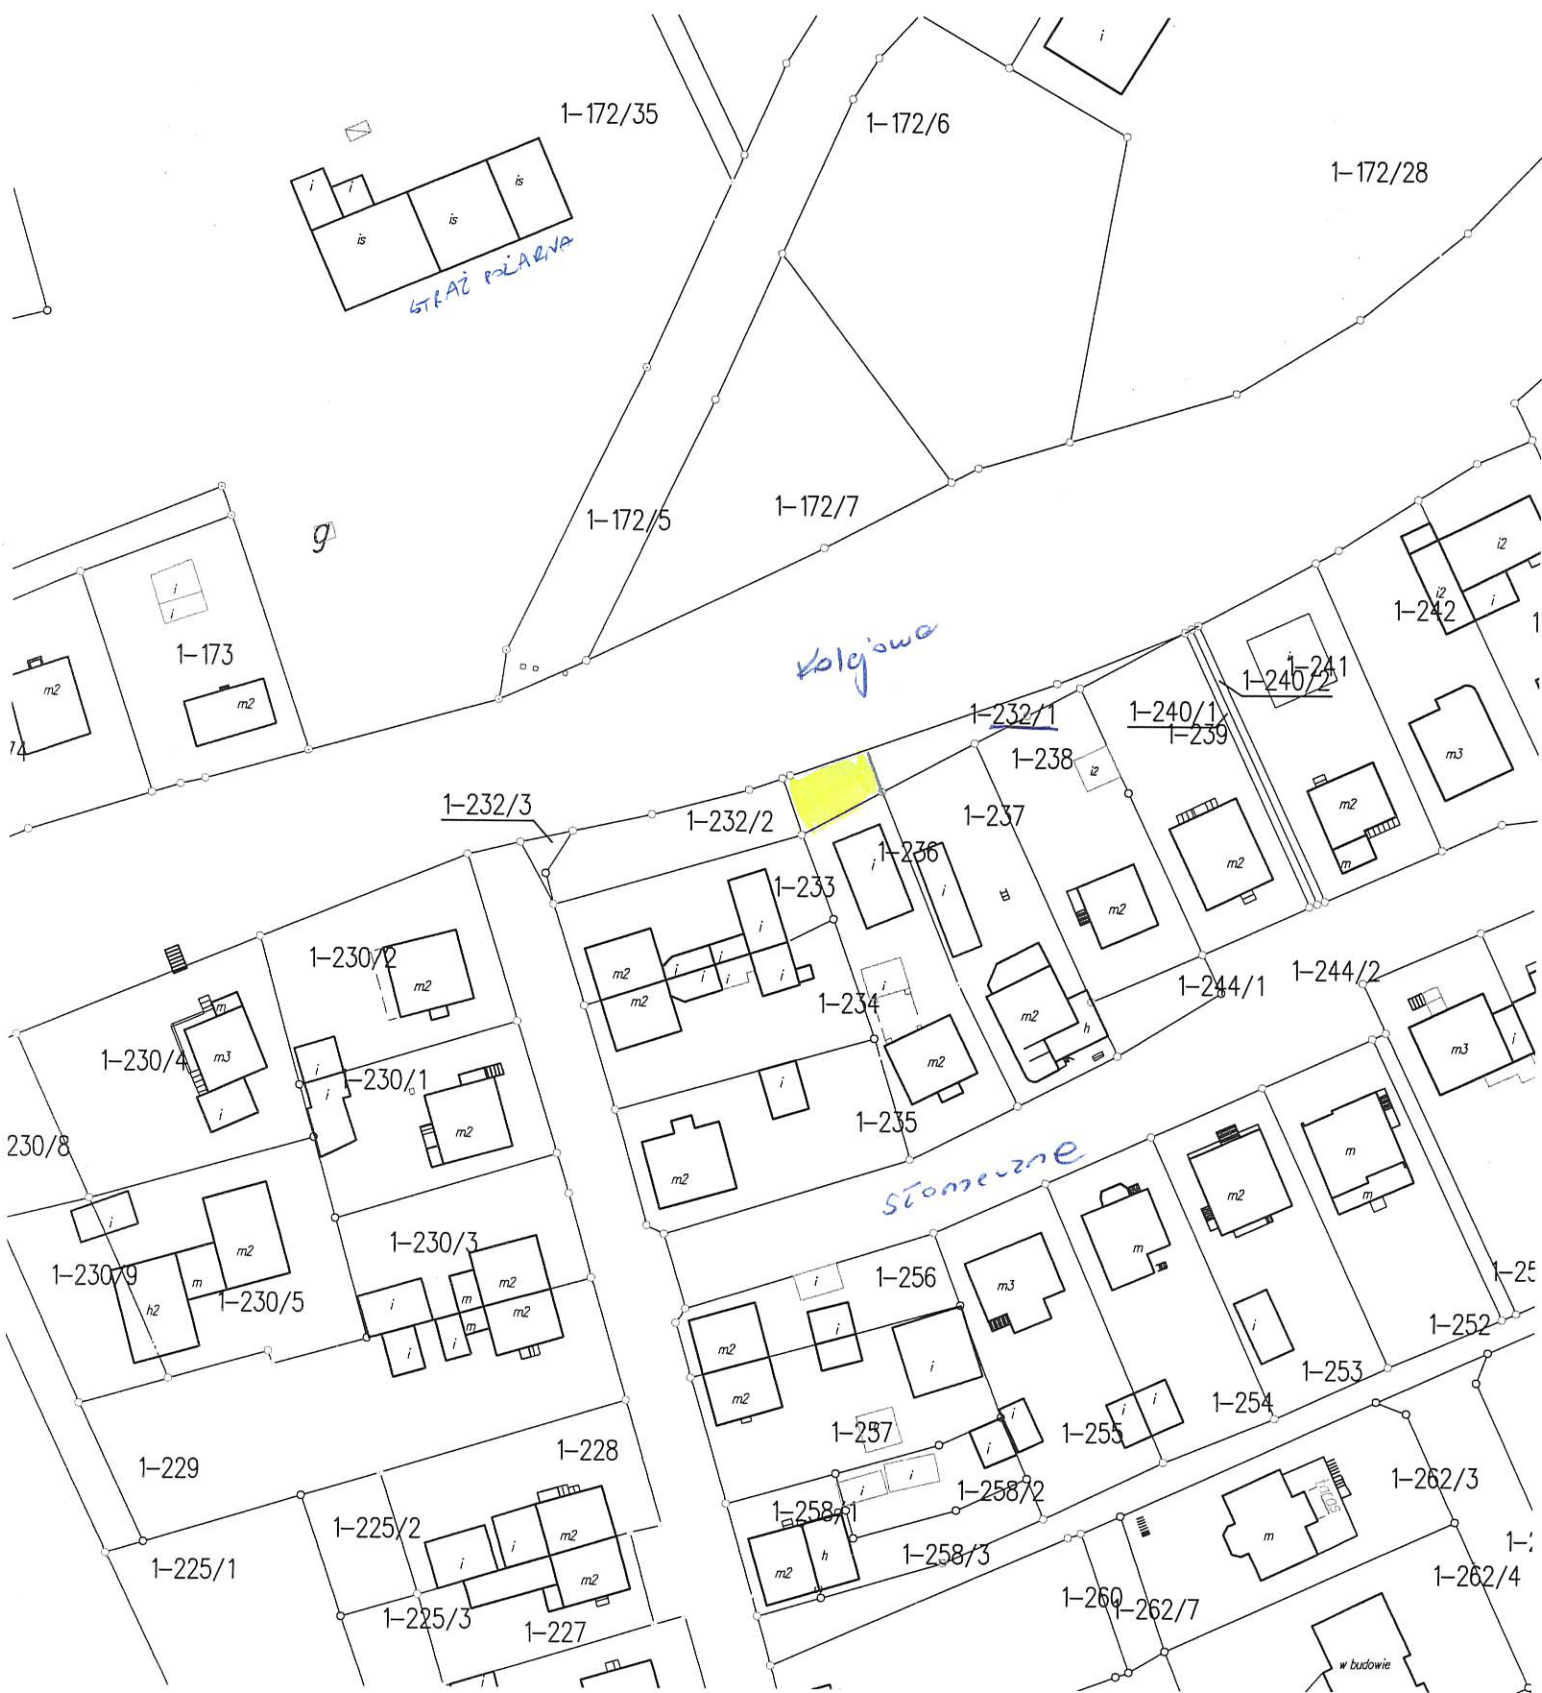 i
1-172/35
1-172/6
1-172/28
i
i
is
is
is
STRAŻ POŻARNA
g
1-172/5
1-172/7
i2
i2
1-242
i
i
i
1-173
m2
m2
Kolejowa
1-241
1-240/2
1-232/1
1-240/1
1-239
m3
1-238
i2
1-232/3
1-232/2
1-237
m2
m
i
1-236
i
m2
1-233
m2
i
m2
i
i
i
i
i
m2
1-230/2
m2
i
1-234
1-244/1
1-244/2
m2
h
m
m3
1-230/4
i
1-230/1
i
i
m2
m3
i
1-235
230/8
m2
m2
Słoneczna
m
m2
m
i
1-230/3
m2
1-230/9
m
1-230/5
h2
i
m
m2
m2
m
i
i
i
1-256
m3
m
m2
i
m2
i
i
1-252
1-253
1-254
i
i
1-255
i
i
1-257
1-229
1-228
i
i
1-258/2
1-258/1
1-262/3
taras
m
1-225/2
i
i
m2
m2
m2
h
1-258/3
1-225/1
1-262/4
1-225/3
1-227
1-260
1-262/7
w budowie
i